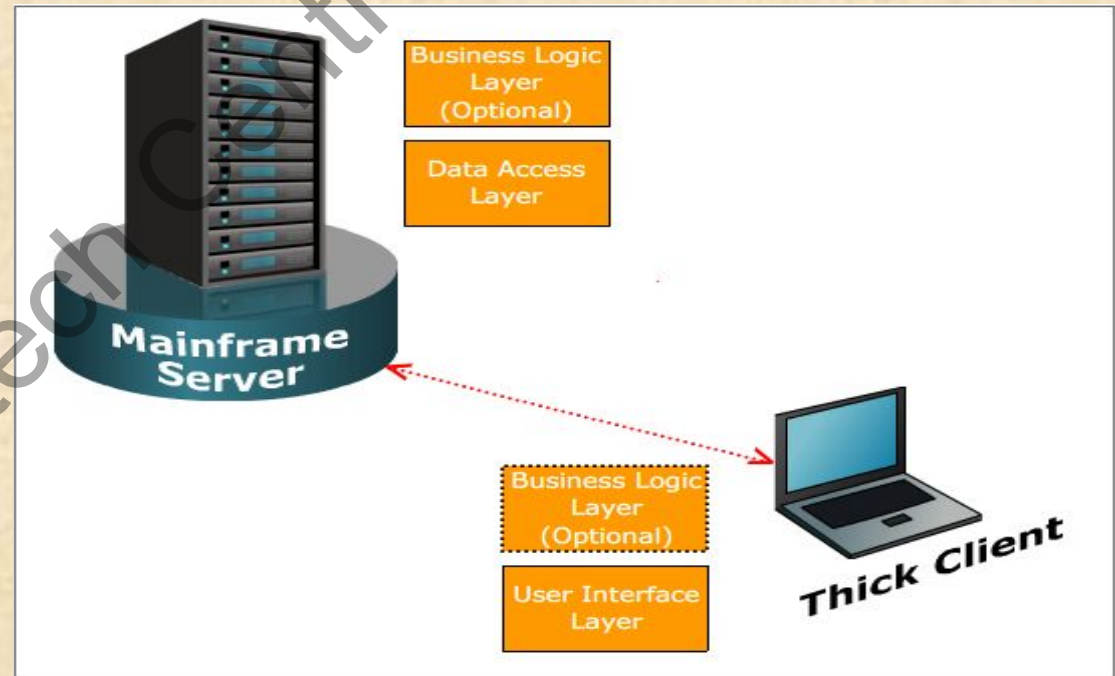 Business Logic
Layer
(Optional)
Data Access
Layer
Mainframe
Server
Business Logic
Layer
(Optional)
User Interface
Layer
Thick Client